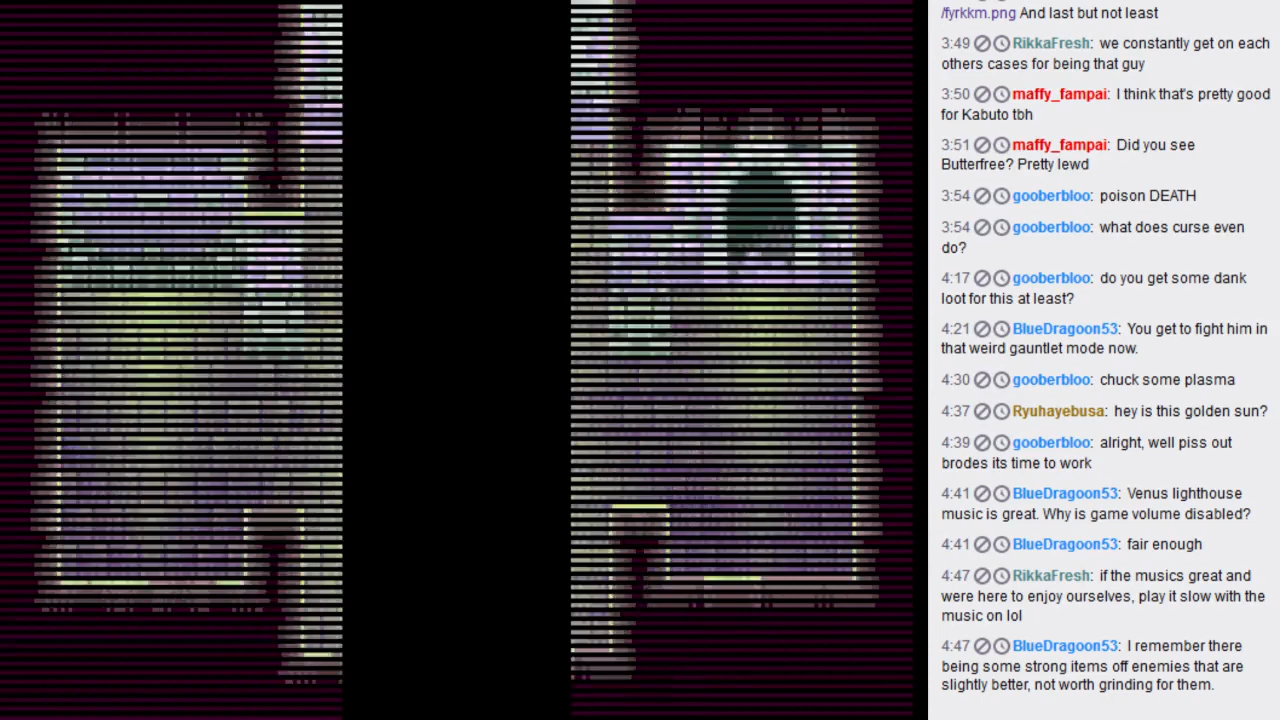 /fyrkkm.png And last but not least
3:49 RikkaFresh: we constantly get on each
others cases for being that guy
3:50 maffy_fampai: I think that's pretty good
for Kabuto tbh
3:51 maffy_fampai: Did you see
Butterfree? Pretty lewd
3:54 gooberbloo: poison DEATH
3:54 gooberbloo: what does curse even
do?
4:17 gooberbloo: do you get some dank
loot for this at least?
4:21 BlueDragoon53: You get to fight him in
that weird gauntlet mode now.
4:30 gooberbloo: chuck some plasma
4:37 Ryuhayebusa: hey is this golden sun?
4:39 gooberbloo: alright, well piss out
brodes its time to work
4:41 BlueDragoon53: Venus lighthouse
music is great. Why is game volume disabled?
4:41 BlueDragoon53: fair enough
4:47 RikkaFresh: if the musics great and
were here to enjoy ourselves, play it slow with the
music on lol
4:47 BlueDragoon53: I remember there
being some strong items off enemies that are
slightly better, not worth grinding for them.